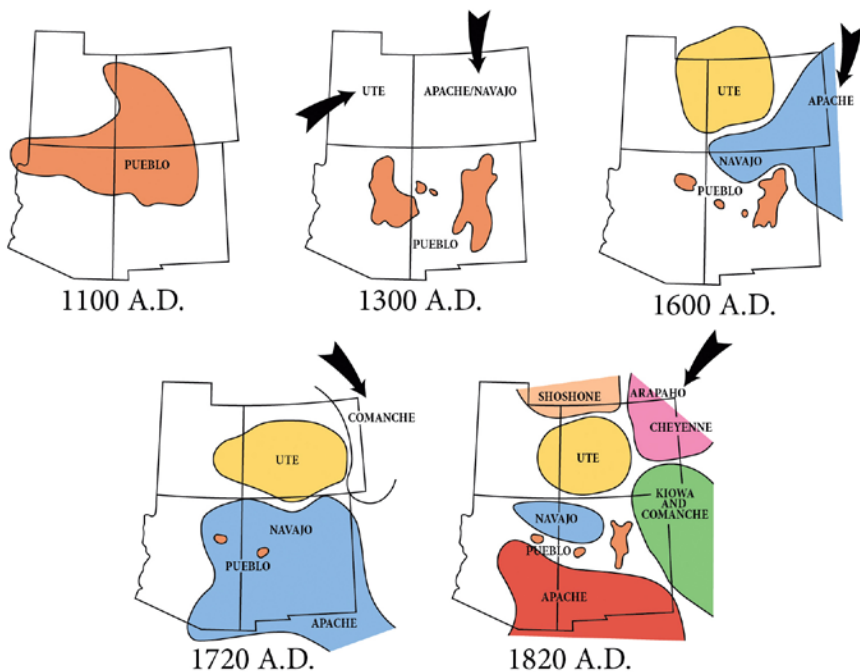 PUEBLO
1100 A.D.
UTE
APACHE/NAVAJO
PUEBLO
1300 A.D.
UTE
APACHE
NAVAJO
PUEBLO
1600 A.D.
COMANCHE
UTE
NAVAJO
PUEBLO
APACHE
1720 A.D.
SHOSHONE
ARAPAHO
CHEYENNE
UTE
KIOWA
AND
COMANCHE
NAVAJO
PUEBLO
APACHE
1820 A.D.